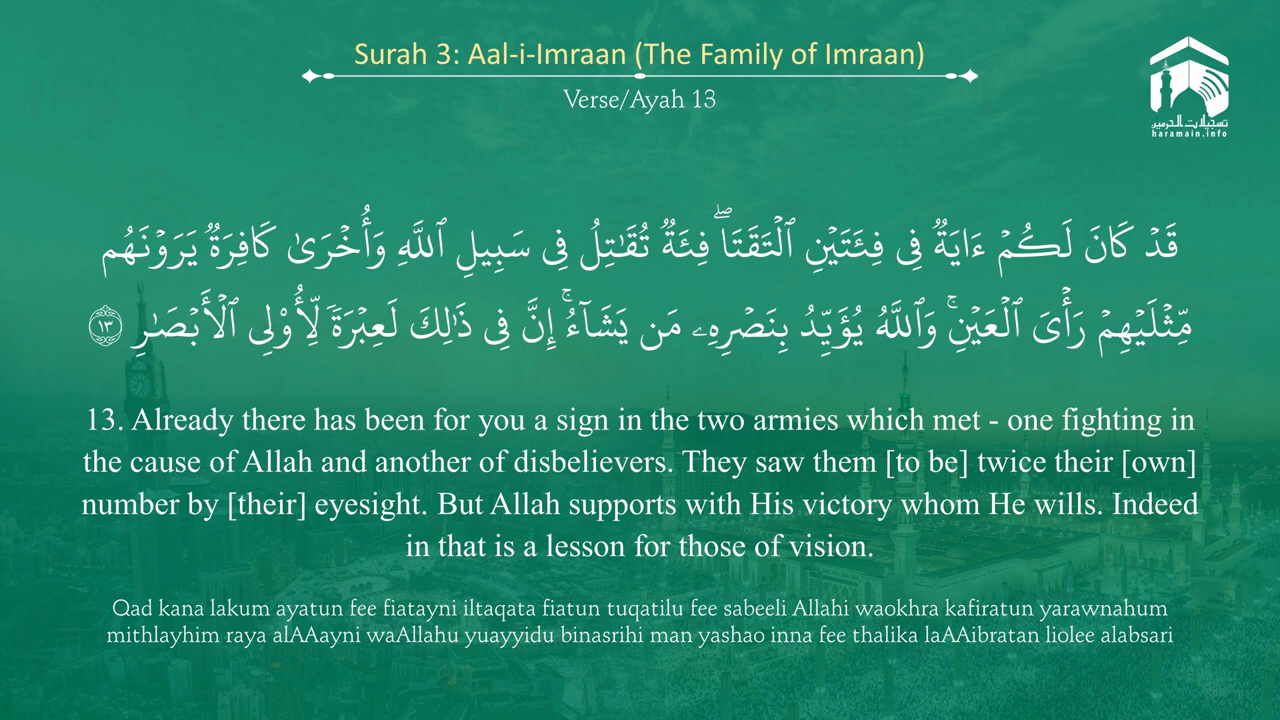 Surah 3: Aal-i-Imraan (The Family of Imraan)
Verse/Ayah 13
تسجيلات الحرمين
haramain.info
قَدۡ كَانَ لَكُمۡ ءَايَةٞ فِي فِئَتَيۡنِ ٱلۡتَقَتَاۖ فِئَةٞ تُقَٰتِلُ فِي سَبِيلِ ٱللَّهِ وَأُخۡرَىٰ كَافِرَةٞ يَرَوۡنَهُم
مِّثۡلَيۡهِمۡ رَأۡيَ ٱلۡعَيۡنِۚ وَٱللَّهُ يُؤَيِّدُ بِنَصۡرِهِۦ مَن يَشَآءُۚ إِنَّ فِي ذَٰلِكَ لَعِبۡرَةٗ لِّأُوْلِي ٱلۡأَبۡصَٰرِ ١٣
13. Already there has been for you a sign in the two armies which met - one fighting in
the cause of Allah and another of disbelievers. They saw them [to be] twice their [own]
number by [their] eyesight. But Allah supports with His victory whom He wills. Indeed
in that is a lesson for those of vision.
Qad kana lakum ayatun fee fiatayni iltaqata fiatun tuqatilu fee sabeeli Allahi waokhra kafiratun yarawnahum
mithlayhim raya alAAayni waAllahu yuayyidu binasrihi man yashao inna fee thalika laAAibratan liolee alabsari